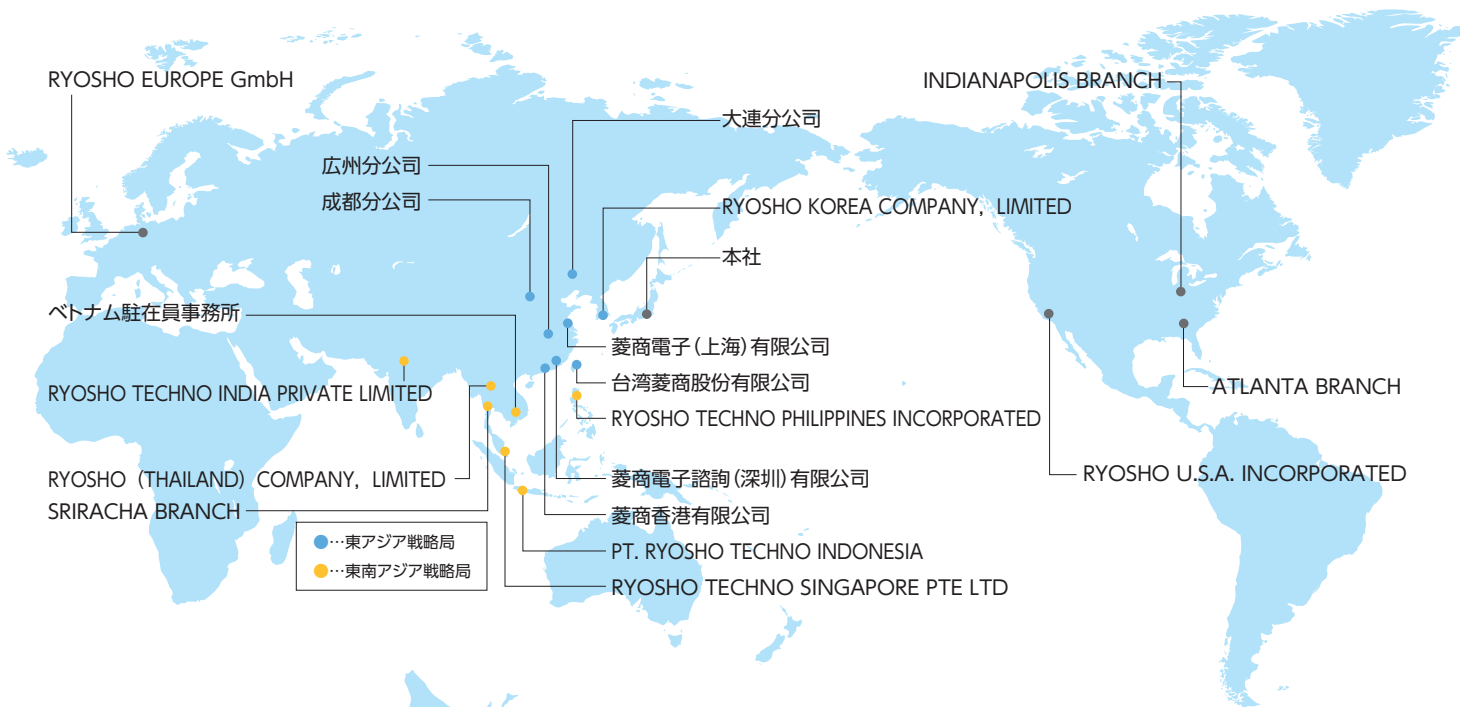 RYOSHO EUROPE GmbH
INDIANAPOLIS BRANCH
大連分公司
広州分公司
成都分公司
RYOSHO KOREA COMPANY, LIMITED
本社
ベトナム駐在員事務所
菱商電子(上海)有限公司
RYOSHO TECHNO INDIA PRIVATE LIMITED
台湾菱商股份有限公司
ATLANTA BRANCH
RYOSHO TECHNO PHILIPPINES INCORPORATED
RYOSHO (THAILAND) COMPANY, LIMITED
菱商電子諮詢(深圳)有限公司
RYOSHO U.S.A. INCORPORATED
SRIRACHA BRANCH
菱商香港有限公司
…東アジア戦略局
PT. RYOSHO TECHNO INDONESIA
…東南アジア戦略局
RYOSHO TECHNO SINGAPORE PTE LTD